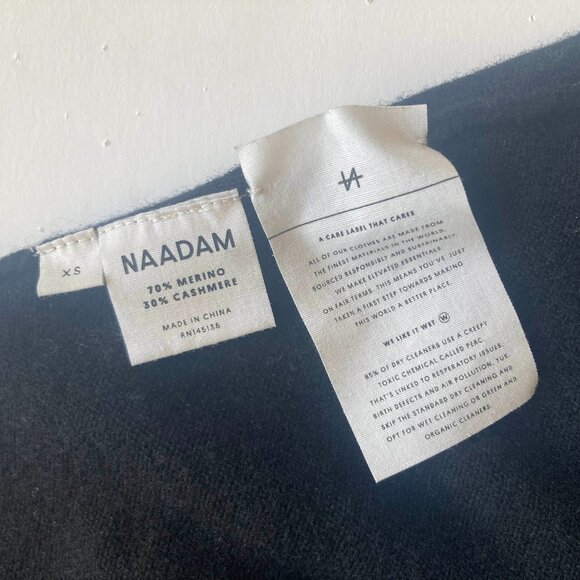 XS
NAADAM
70% MERINO
30% CASHMERE
MADE IN CHINA
RN145136
A CARE LABEL THAT CARES
ALL OF OUR CLOTHES ARE MADE FROM
THE FINEST MATERIALS IN THE WORLD,
SOURCED RESPONSIBLY AND SUSTAINABLY.
WE MAKE ELEVATED ESSENTIALS
ON FAIR TERMS. THIS MEANS YOU'VE JUST
TAKEN A FIRST STEP TOWARDS MAKING
THIS WORLD A BETTER PLACE.
WE LIKE IT WET W
85% OF DRY CLEANERS USE A CREEPY
TOXIC CHEMICAL CALLED PERC,
THAT'S LINKED TO RESPIRATORY ISSUES,
BIRTH DEFECTS AND AIR POLLUTION. YUK.
SKIP THE STANDARD DRY CLEANING AND
OPT FOR WET CLEANING OR GREEN AND
ORGANIC CLEANERS.